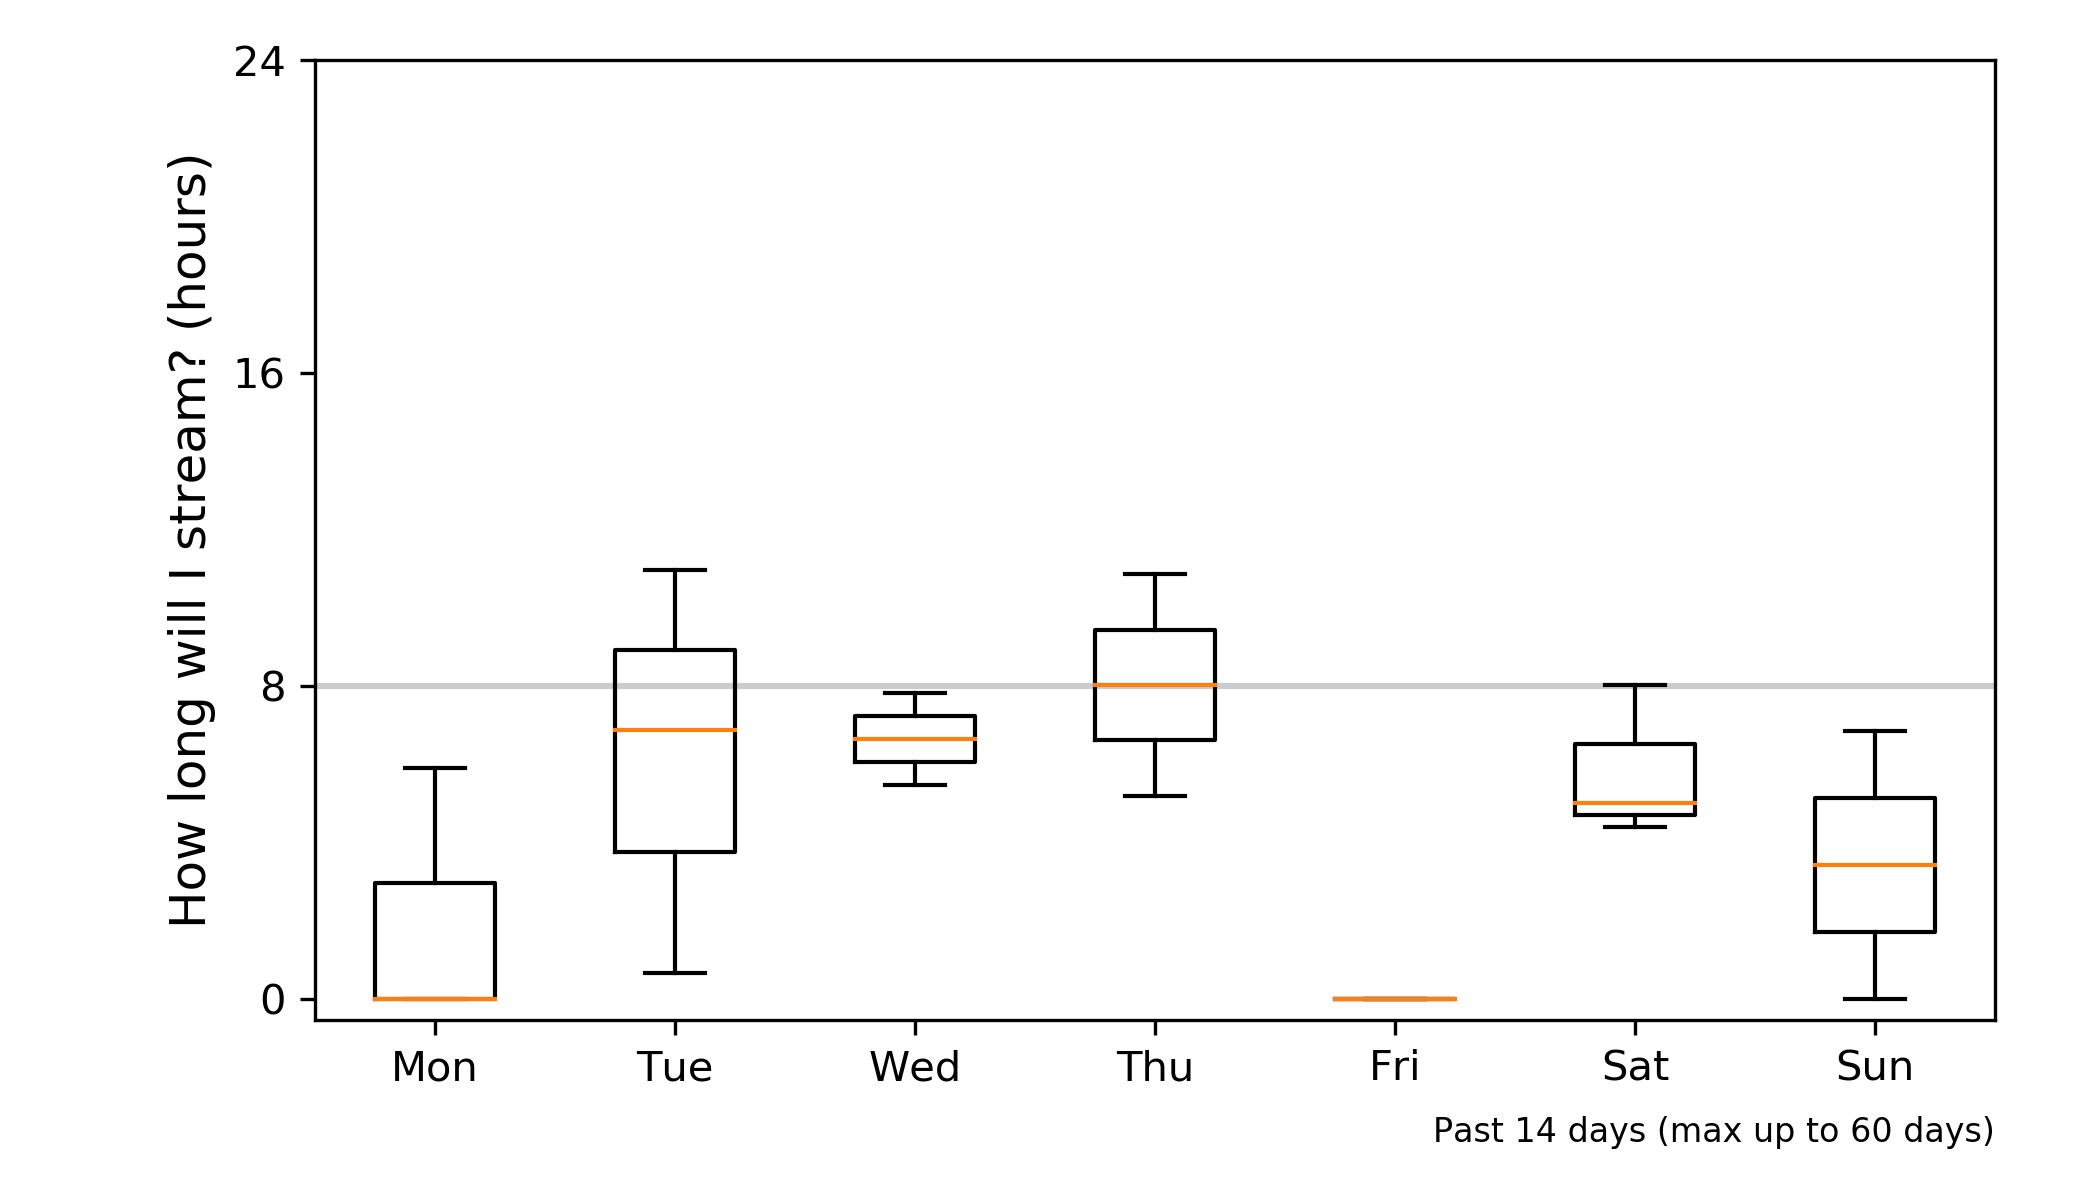 How long will I stream? (hours)
24
16
8
0
Mon Tue Wed Thu Fri Sat Sun
Past 14 days (max up to 60 days)